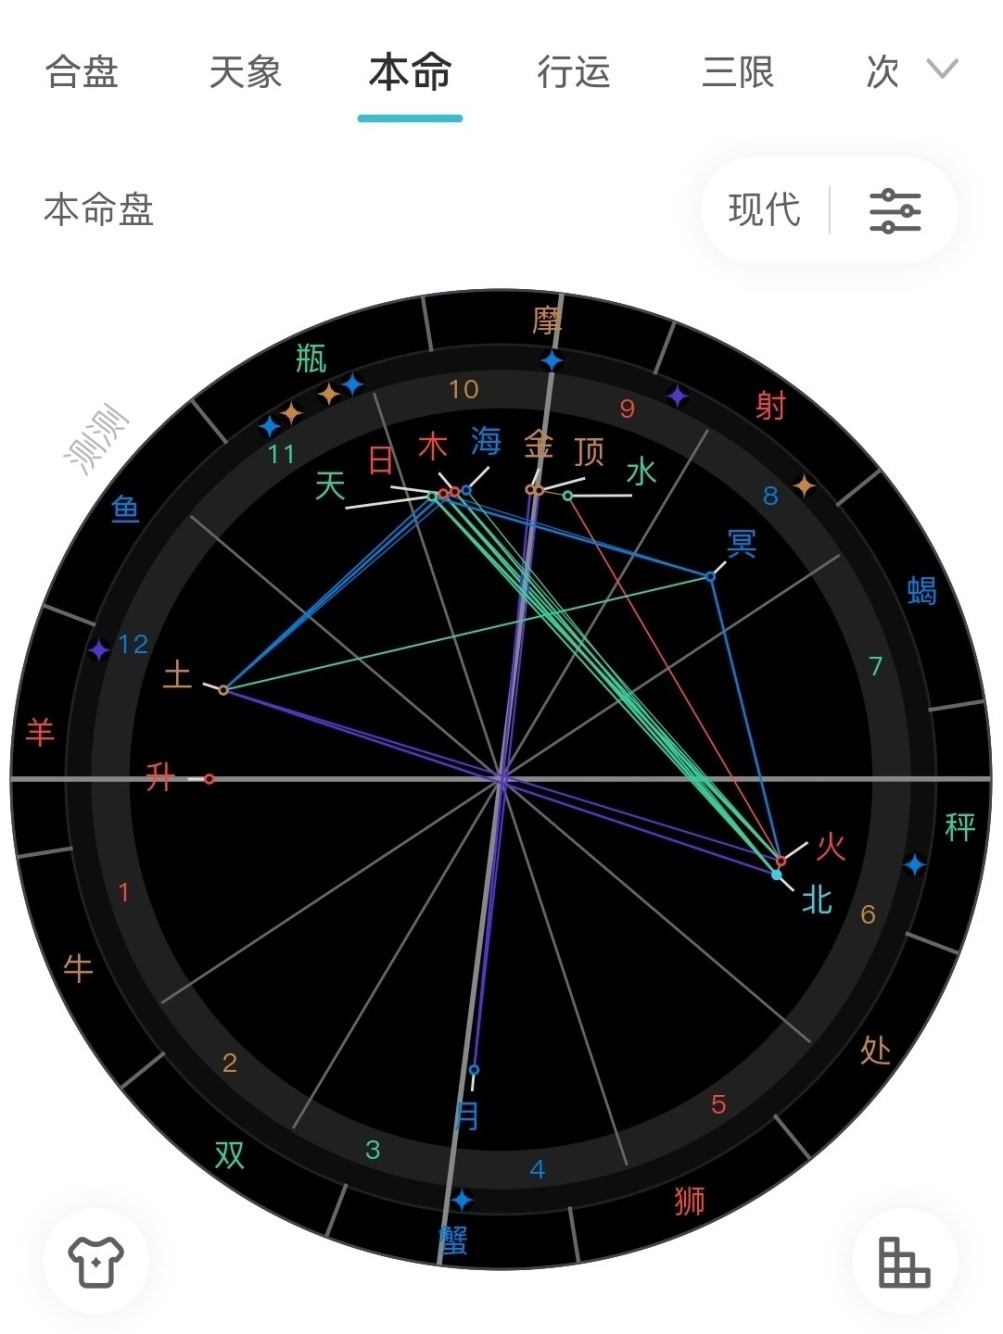 合盘 天象 本命 行运 三限 次
本命盘 现代
摩
瓶 射
测测
10
9
11
8
日 木 海 金 顶 水
天
鱼
冥
蝎
12
7
土
羊
升
秤
火
北
1
6
牛
处
2
5
月
3
4
双
狮
蟹